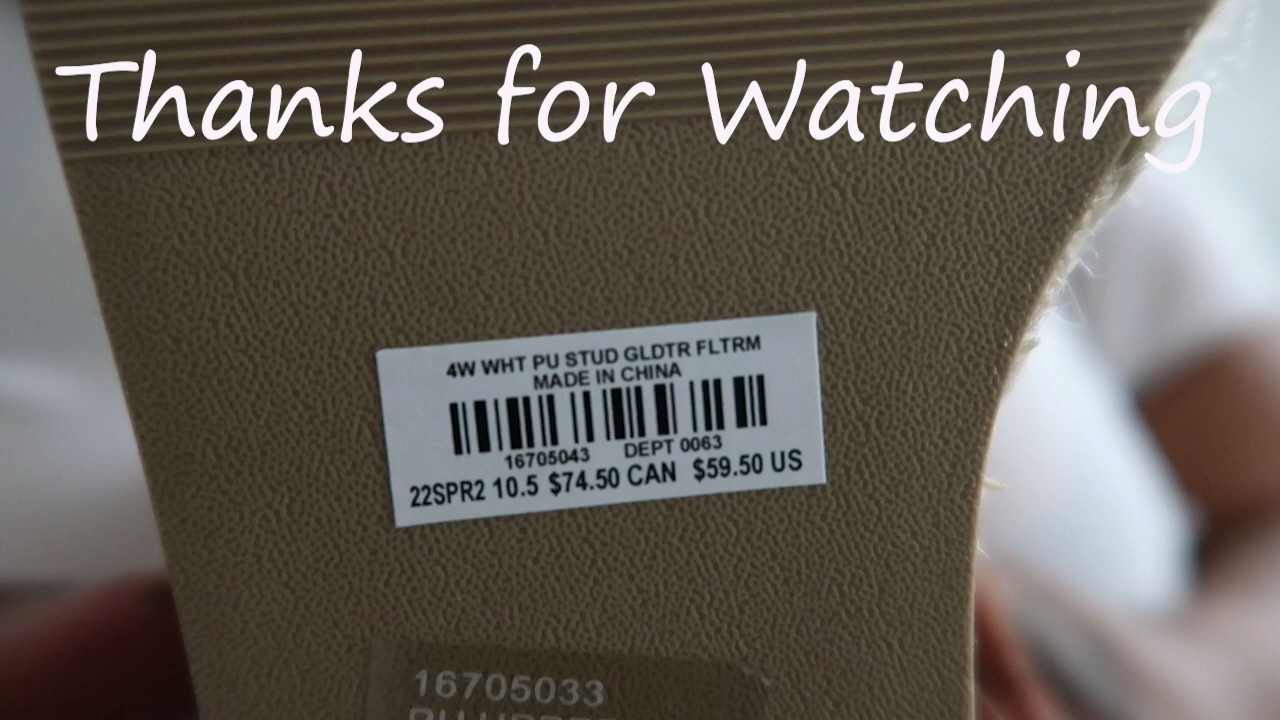 Thanks for Watching
4W WHT PU STUD GLDTR FLTRM
MADE IN CHINA
16705043 DEPT 0063
22SPR2 10.5 $74.50 CAN $59.50 US
16705033